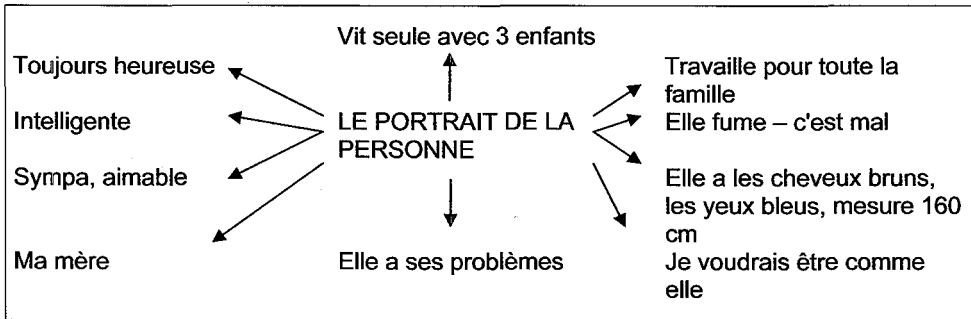 Vit seule avec 3 enfants
Toujours heureuse
Travaille pour toute la
famille
Intelligente
LE PORTRAIT DE LA
PERSONNE
Elle fume – c'est mal
Sympa, aimable
Elle a les cheveux bruns,
les yeux bleus, mesure 160
cm
Ma mère
Elle a ses problèmes
Je voudrais être comme
elle